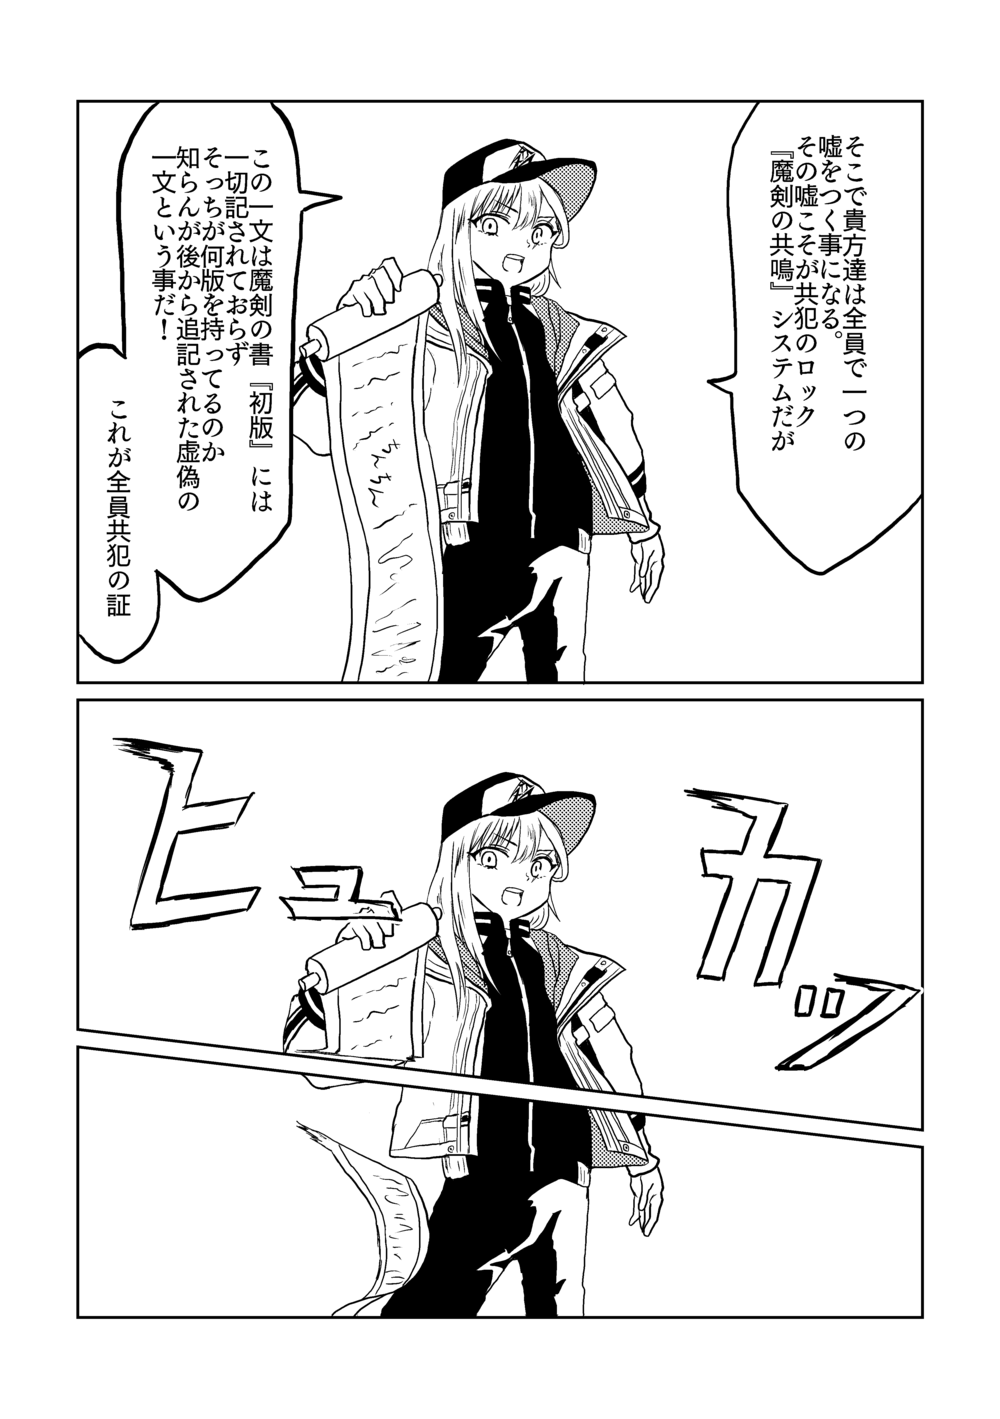 そこで貴方達は全員で一つの
嘘をつく事になる。
その嘘こそが共犯のロック
『魔剣の共鳴』システムだが
この一文は魔剣の書『初版』には
一切記されておらず
そっちが何版を持ってるのか
知らんが後から追記された虚偽の
一文という事だ！
これが全員共犯の証
ちんちん
カッ
ヒュ